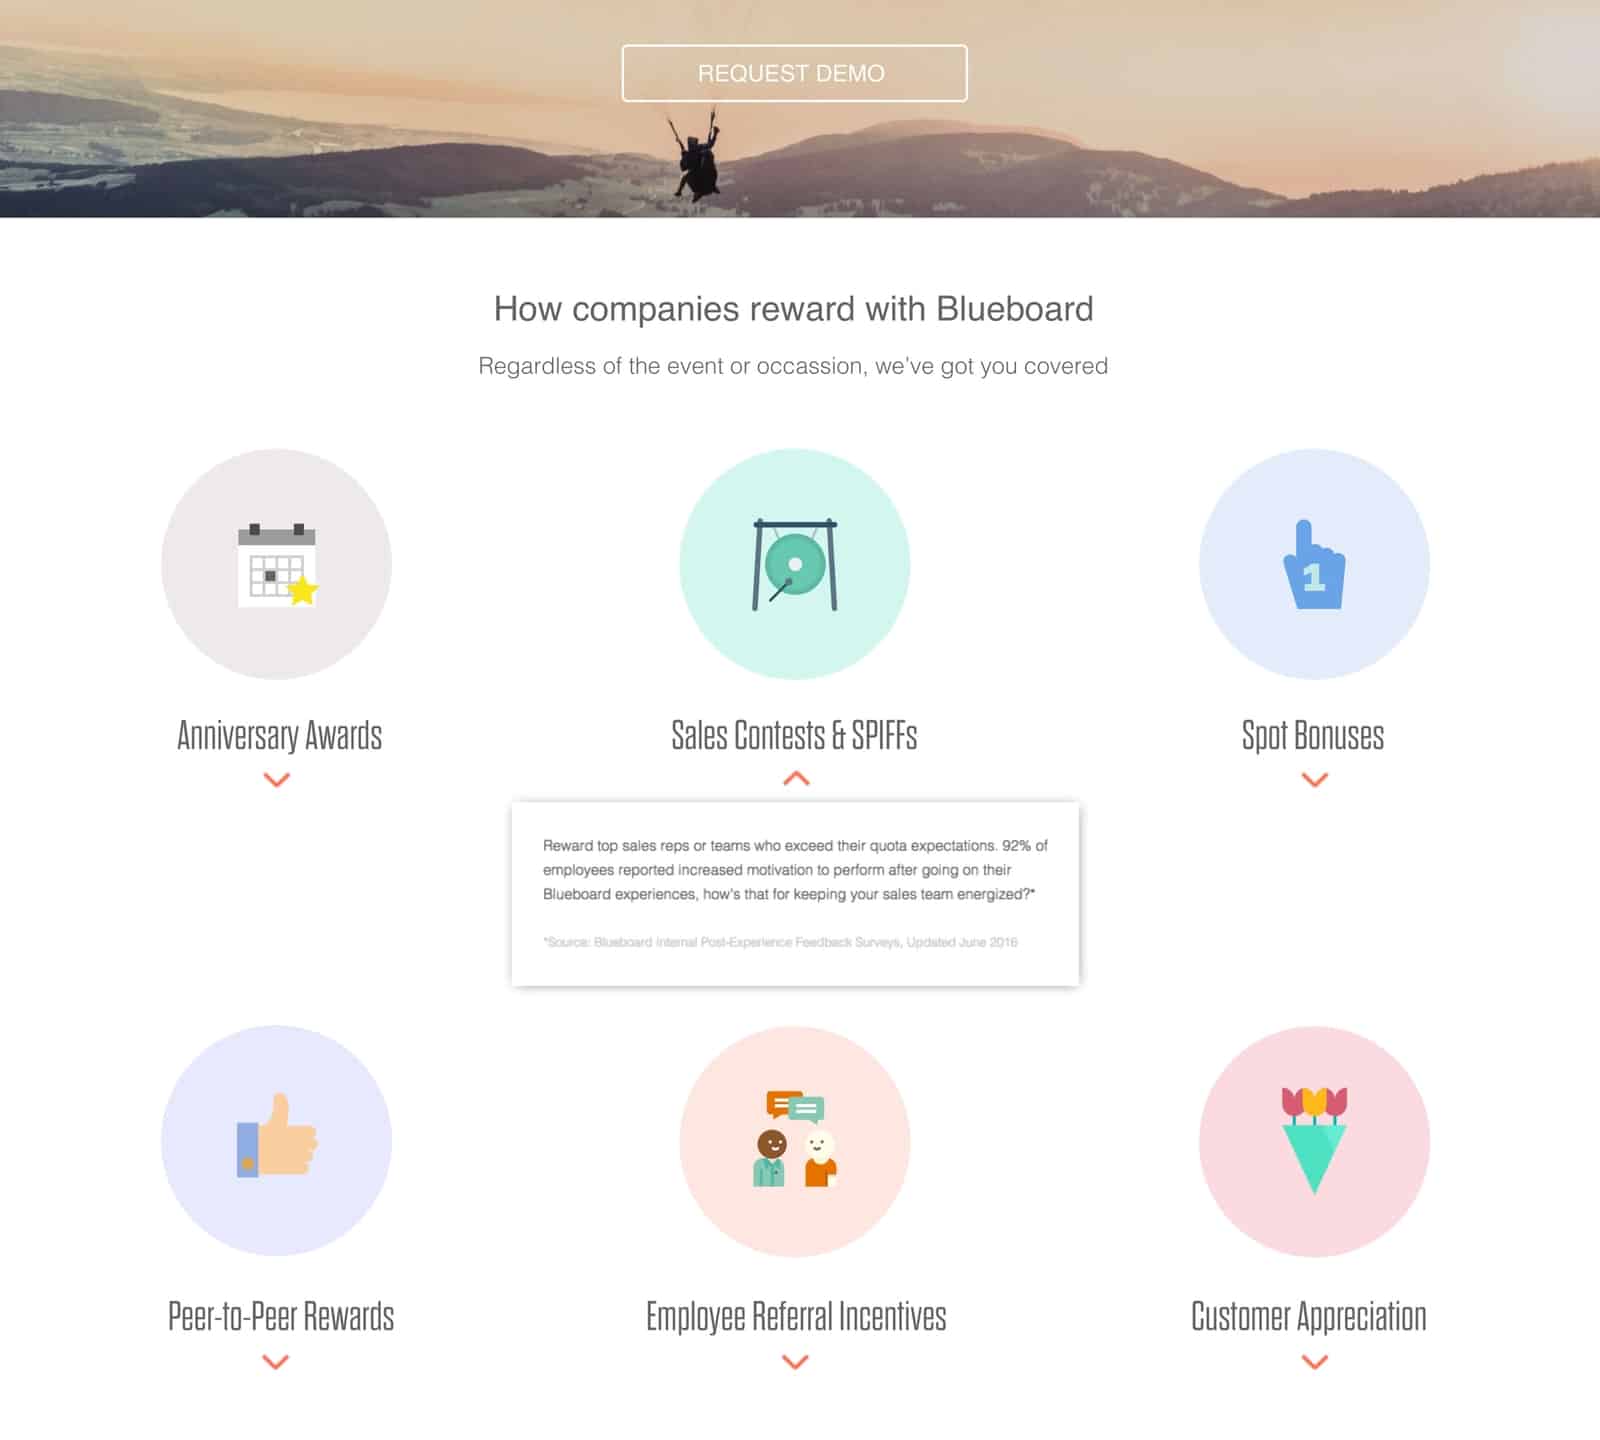 REQUEST DEMO
How companies reward with Blueboard
Regardless of the event or occassion, we've got you covered
1
Anniversary Awards
Sales Contests & SPIFFs
Spot Bonuses
Reward top sales reps or teams who exceed their quota expectations. 92% of
employees reported increased motivation to perform after going on their
Blueboard experiences, how's that for keeping your sales team energized?*
*Source: Blueboard Internal Post-Experience Feedback Surveys, Updated June 2016
Peer-to-Peer Rewards
Employee Referral Incentives
Customer Appreciation